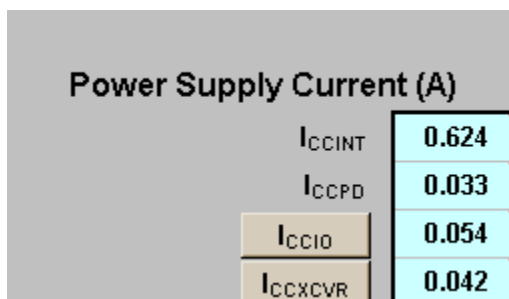 Power Supply Current (A)
ICCINT 0.624
ICCPD 0.033
ICCIO 0.054
ICCXCVR 0.042